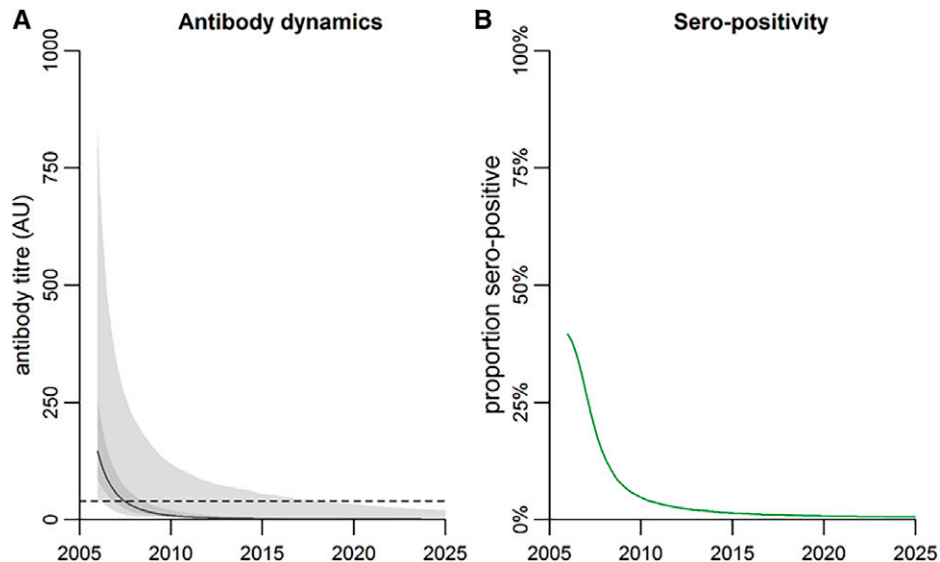 A Antibody dynamics
antibody titre (AU)
1000
750
500
250
0
2005 2010 2015 2020 2025
B Sero-positivity
proportion sero-positive
100%
75%
50%
25%
0%
2005 2010 2015 2020 2025